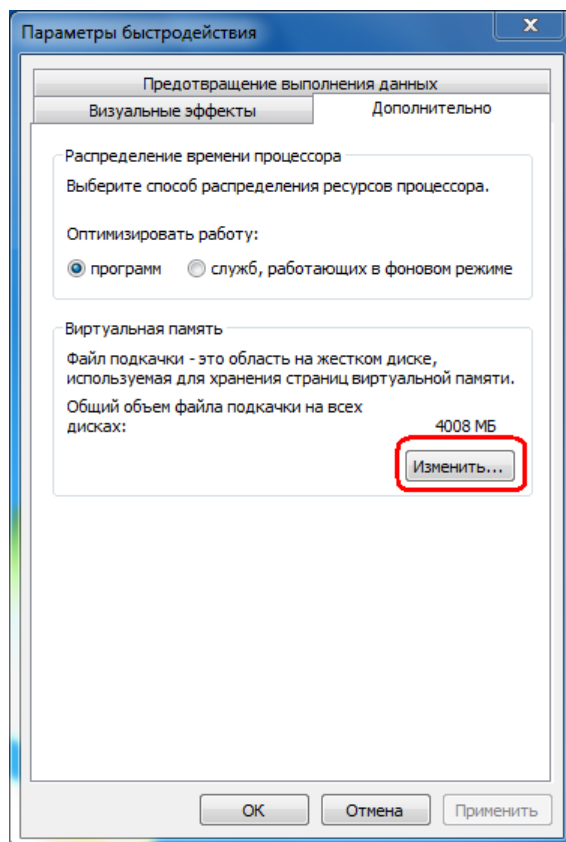 Параметры быстродействия
Предотвращение выполнения данных
Визуальные эффекты
Дополнительно
Распределение времени процессора
Выберите способ распределения ресурсов процессора.
Оптимизировать работу:
программ служб, работающих в фоновом режиме
Виртуальная память
Файл подкачки - это область на жестком диске,
используемая для хранения страниц виртуальной памяти.
Общий объем файла подкачки на всех
дисках: 4008 МБ
Изменить...
ОК Отмена Применить